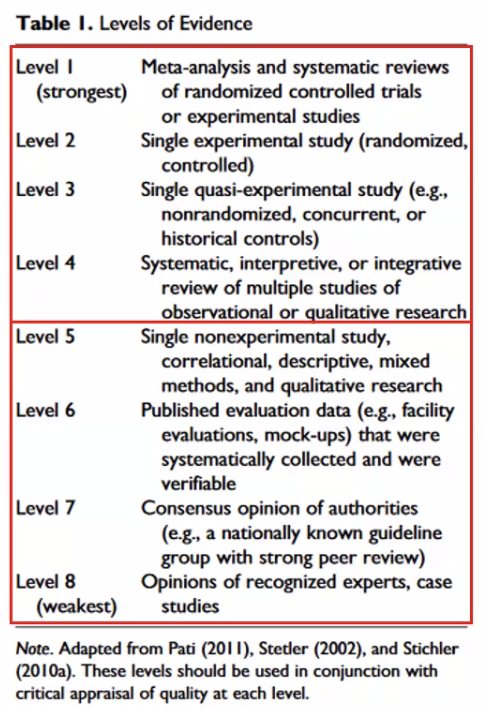 Table 1. Levels of Evidence
Level 1 Meta-analysis and systematic reviews
(strongest) of randomized controlled trials
or experimental studies
Level 2 Single experimental study (randomized,
controlled)
Level 3 Single quasi-experimental study (e.g.,
nonrandomized, concurrent, or
historical controls)
Level 4 Systematic, interpretive, or integrative
review of multiple studies of
observational or qualitative research
Level 5 Single nonexperimental study,
correlational, descriptive, mixed
methods, and qualitative research
Level 6 Published evaluation data (e.g., facility
evaluations, mock-ups) that were
systematically collected and were
verifiable
Level 7 Consensus opinion of authorities
(e.g., a nationally known guideline
group with strong peer review)
Level 8 Opinions of recognized experts, case
(weakest) studies
Note. Adapted from Pati (2011), Stetler (2002), and Stichler
(2010a). These levels should be used in conjunction with
critical appraisal of quality at each level.